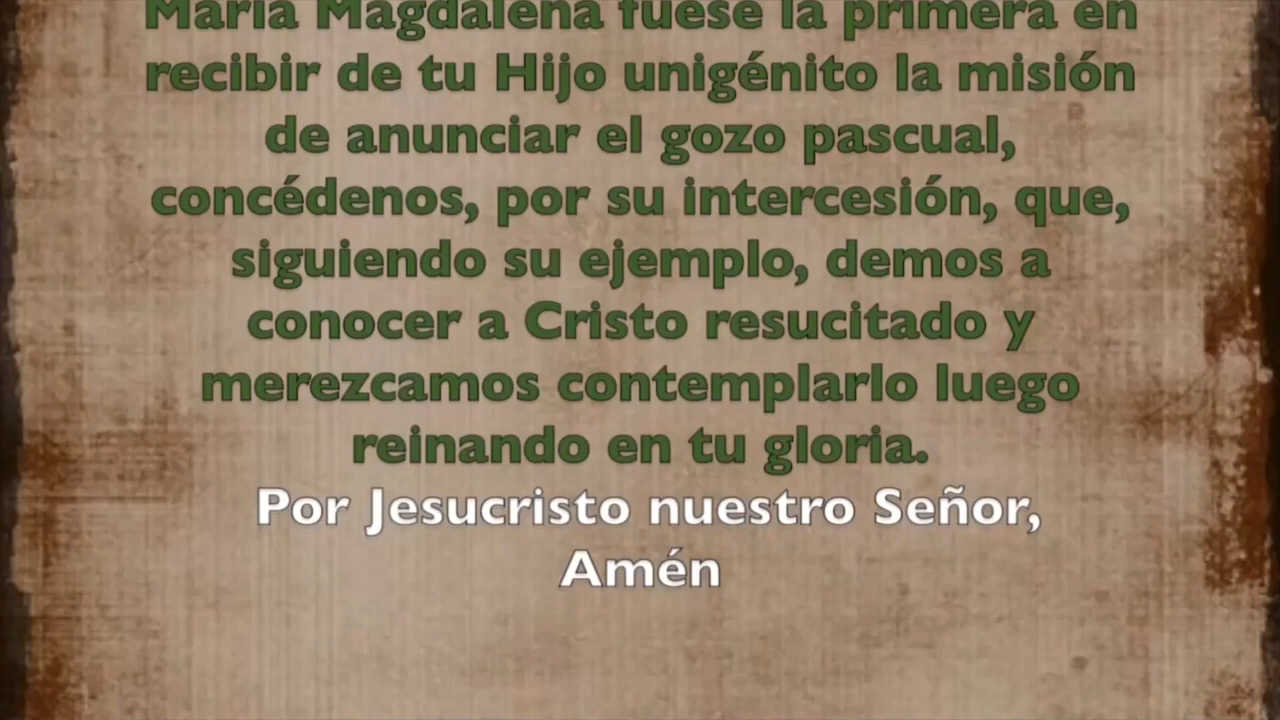 María Magdalena fuese la primera en
recibir de tu Hijo unigénito la misión
de anunciar el gozo pascual,
concédenos, por su intercesión, que,
siguiendo su ejemplo, demos a
conocer a Cristo resucitado y
merezcamos contemplarlo luego
reinando en tu gloria.
Por Jesucristo nuestro Señor,
Amén